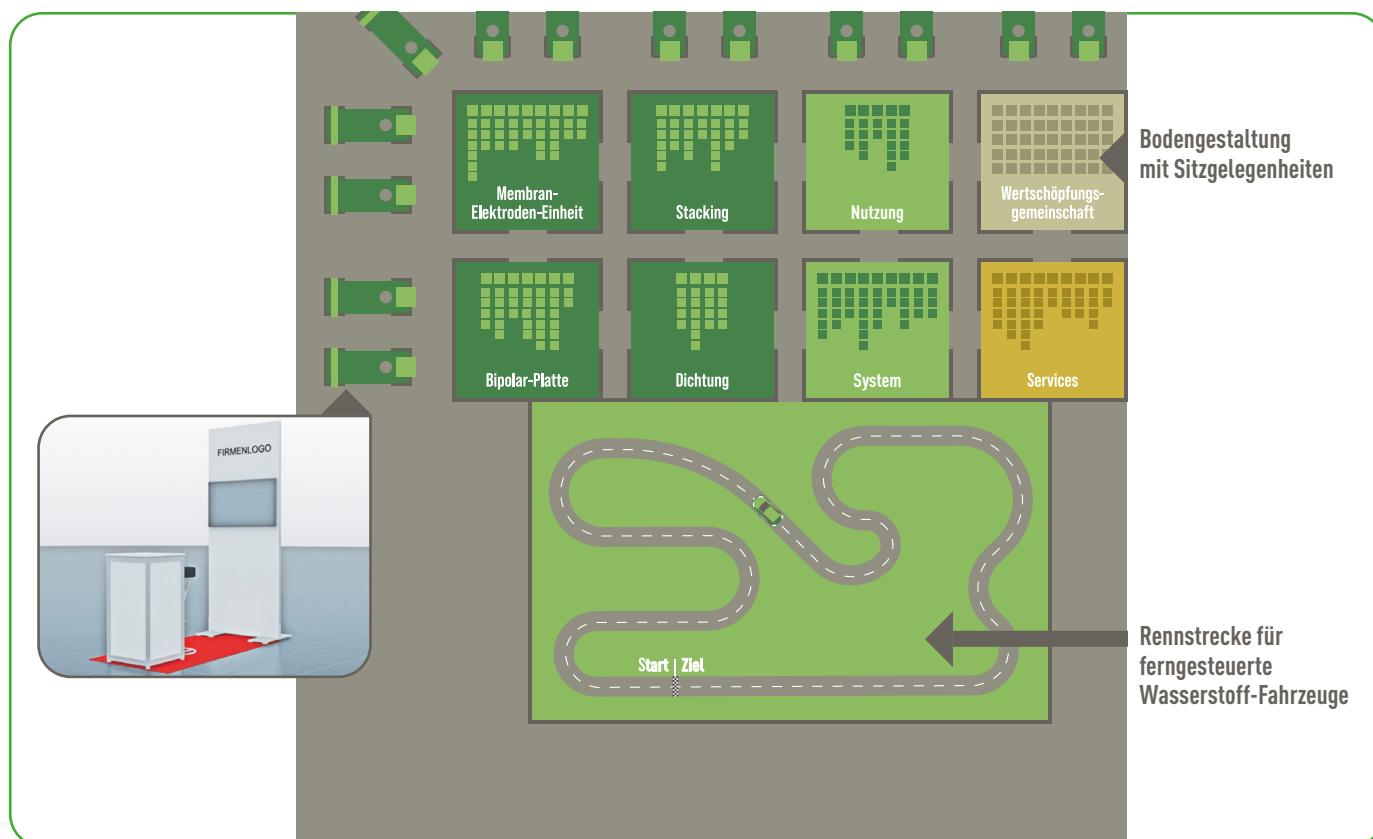 Membran-
Elektroden-Einheit
Stacking
Nutzung
Wertschöpfungs-
gemeinschaft
Bodengestaltung
mit Sitzgelegenheiten
Bipolar-Platte
Dichtung
System
Services
FIRMENLOGO
Start | Ziel
Rennstrecke für
ferngesteuerte
Wasserstoff-Fahrzeuge